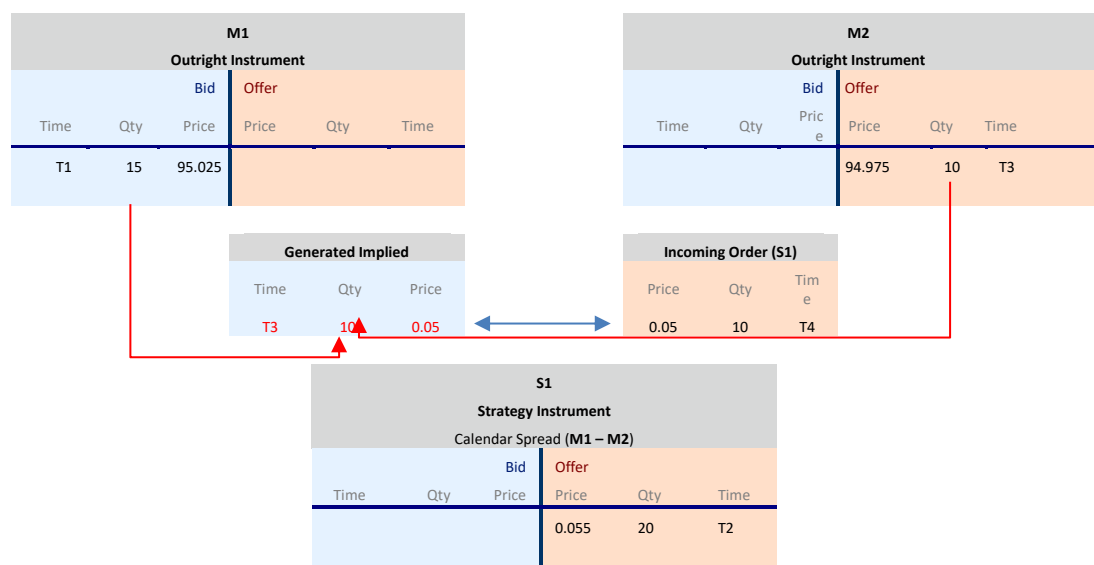 M1
Outright Instrument
Bid Offer
Time Qty Price Price Qty Time
T1 15 95.025
M2
Outright Instrument
Bid Offer
Time Qty Pric
e Price Qty Time
94.975 10 T3
Generated Implied
Time Qty Price
T3 10 0.05
Incoming Order (S1)
Price Qty Tim
e
0.05 10 T4
S1
Strategy Instrument
Calendar Spread (M1 – M2)
Bid Offer
Time Qty Price Price Qty Time
0.055 20 T2